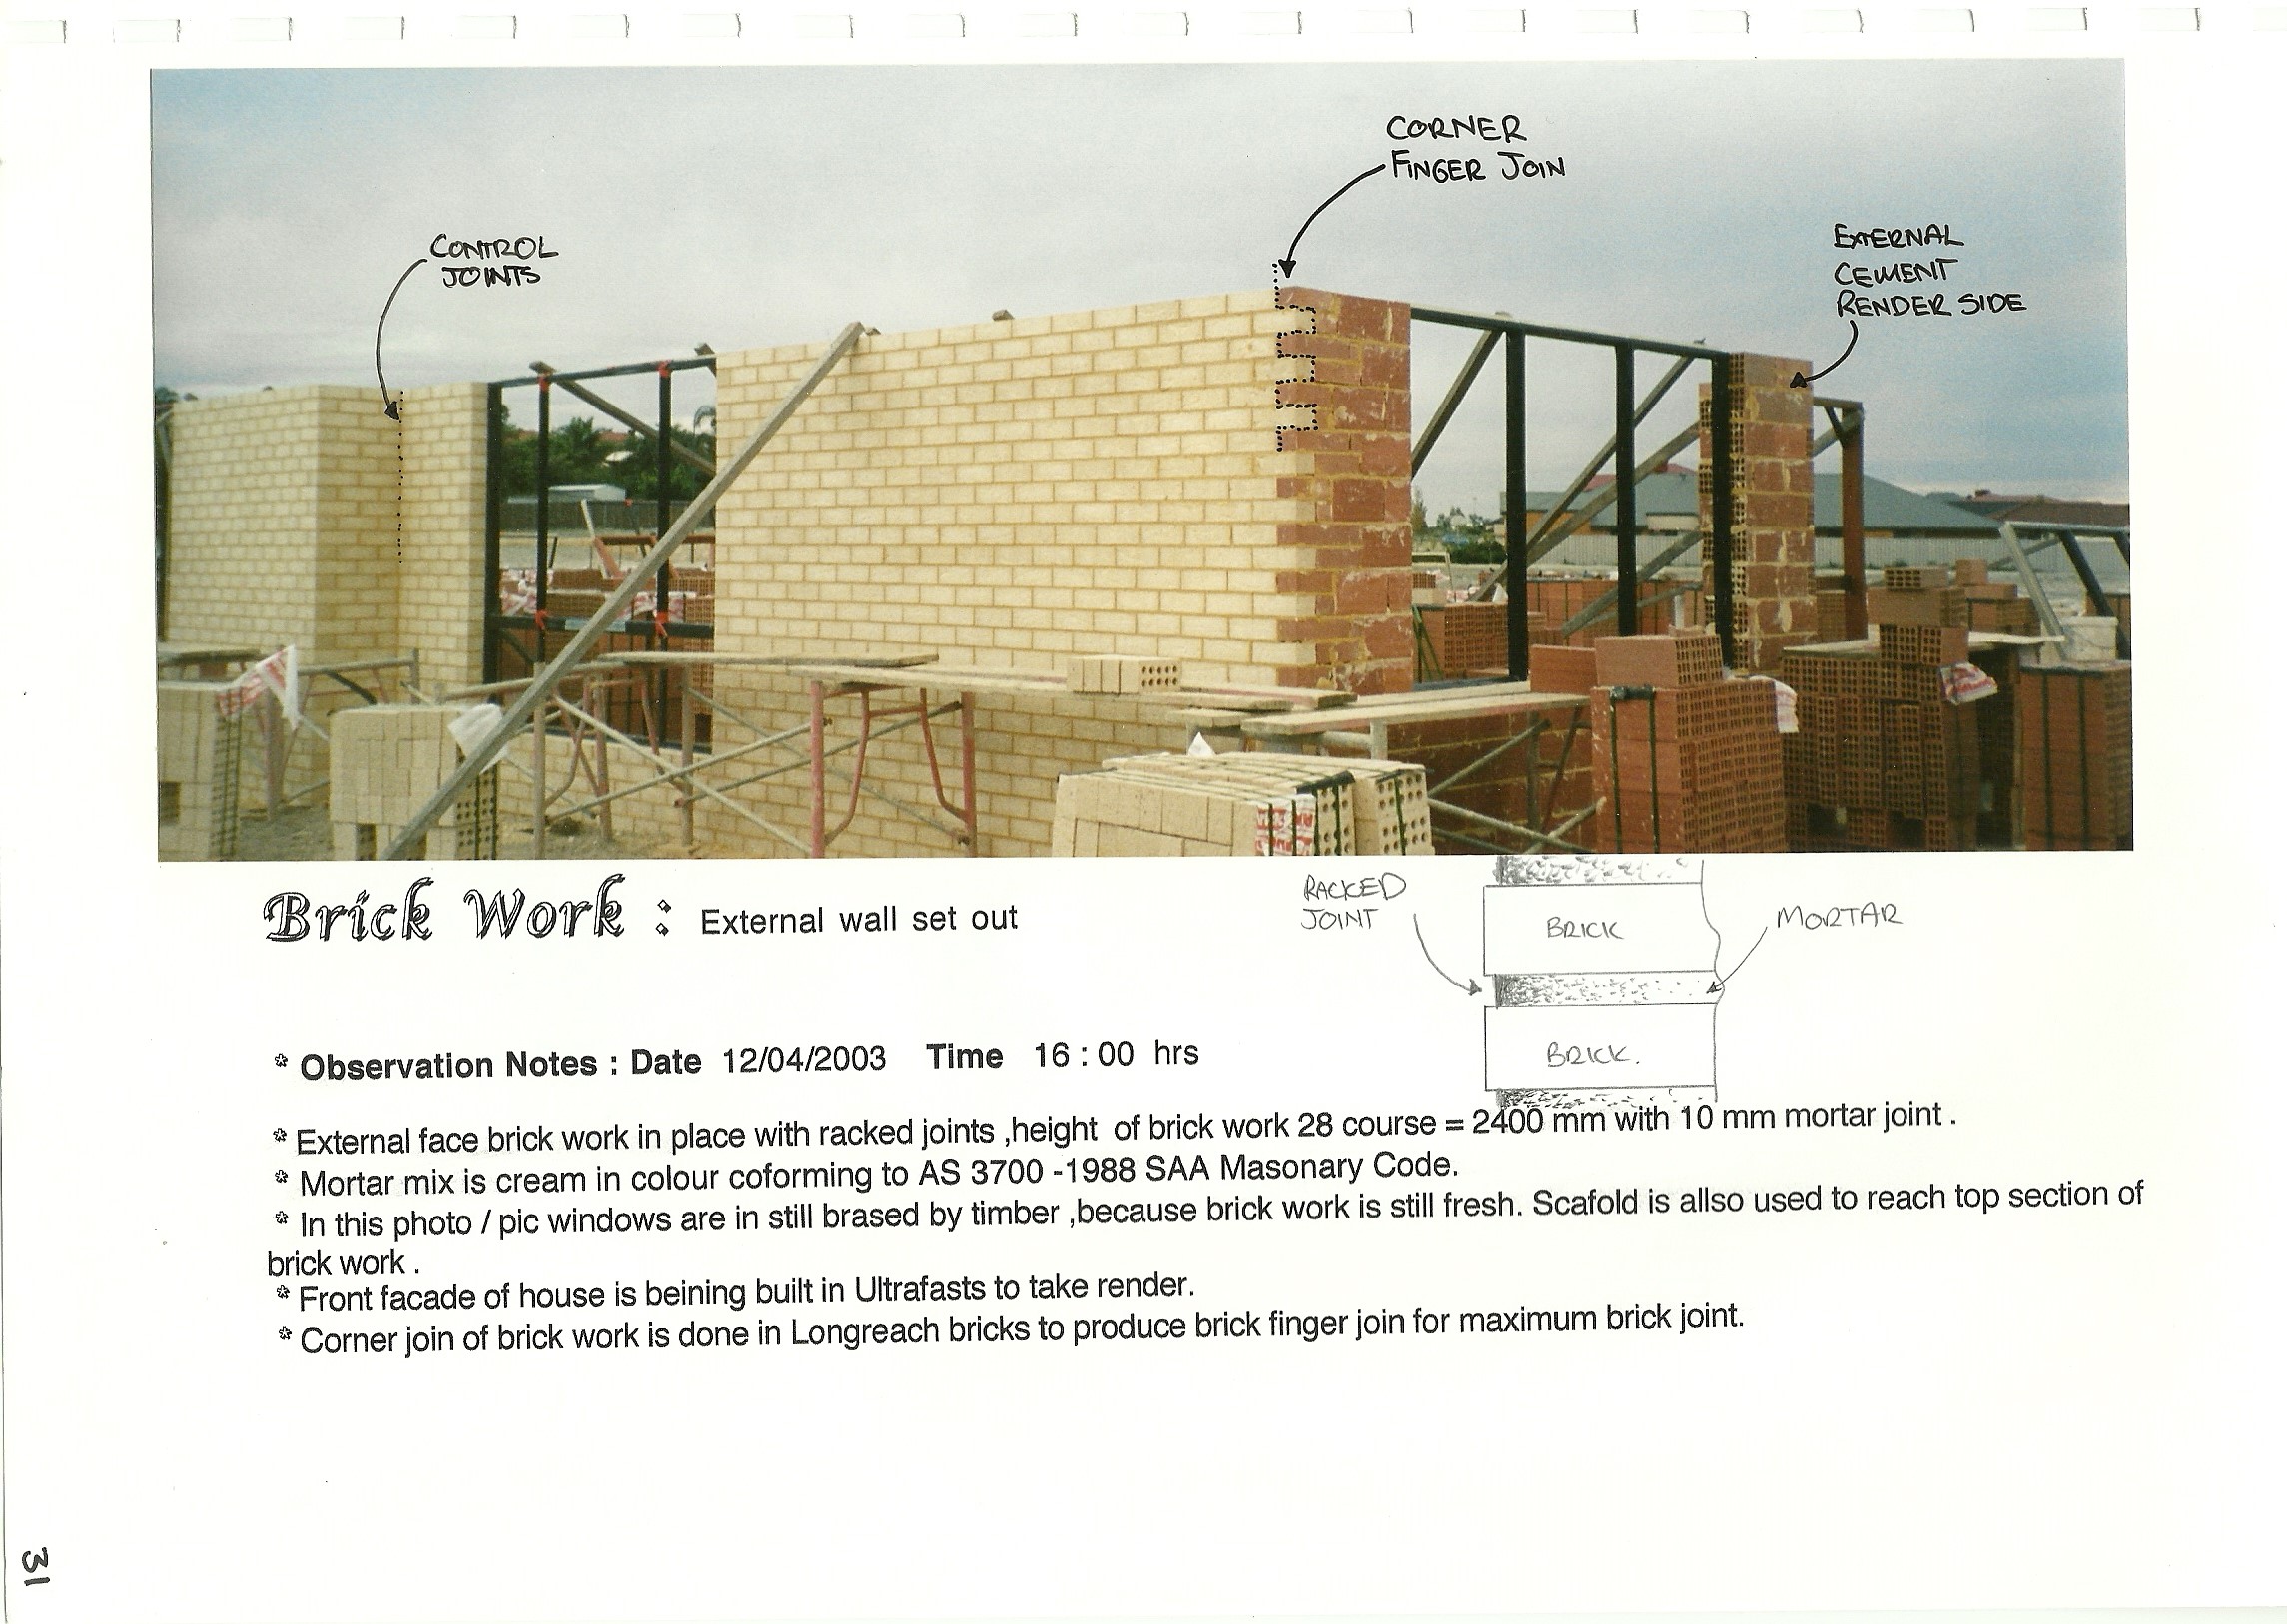 CONTROL
JOINTS
CORNER
FINGER JOIN
EXTERNAL
CEMENT
RENDER SIDE
Brick Work : External wall set out
RACKED
JOINT
BRICK
MORTAR
BRICK.
* Observation Notes : Date 12/04/2003 Time 16 : 00 hrs
* External face brick work in place with racked joints ,height of brick work 28 course = 2400 mm with 10 mm mortar joint .
* Mortar mix is cream in colour coforming to AS 3700 -1988 SAA Masonary Code.
* In this photo / pic windows are in still brased by timber ,because brick work is still fresh. Scafold is allso used to reach top section of
brick work .
* Front facade of house is beining built in Ultrafasts to take render.
* Corner join of brick work is done in Longreach bricks to produce brick finger join for maximum brick joint.
31